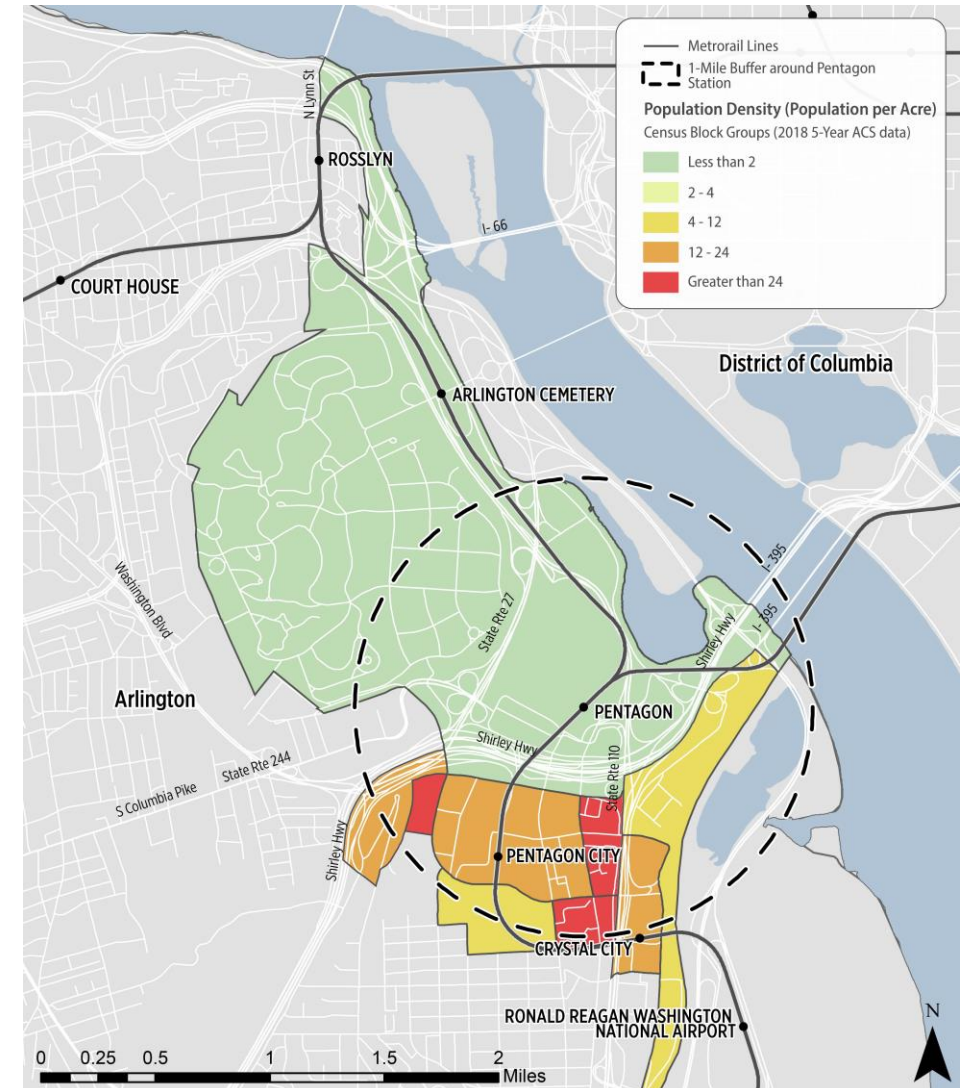 Metrorail Lines
1-Mile Buffer around Pentagon
Station
Population Density (Population per Acre)
Census Block Groups (2018 5-Year ACS data)
Less than 2
2 - 4
4 - 12
12 - 24
Greater than 24
N Lynn St
ROSSLYN
I- 66
COURT HOUSE
District of Columbia
ARLINGTON CEMETERY
I- 395
Washington Blvd
State Rte 27
I- 395
Shirley Hwy
Arlington
PENTAGON
Shirley Hwy
State Rte 110
State Rte 244
S Columbia Pike
Shirley Hwy
PENTAGON CITY
CRYSTAL CITY
RONALD REAGAN WASHINGTON
NATIONAL AIRPORT
N
0 0.25 0.5 1 1.5 2
Miles